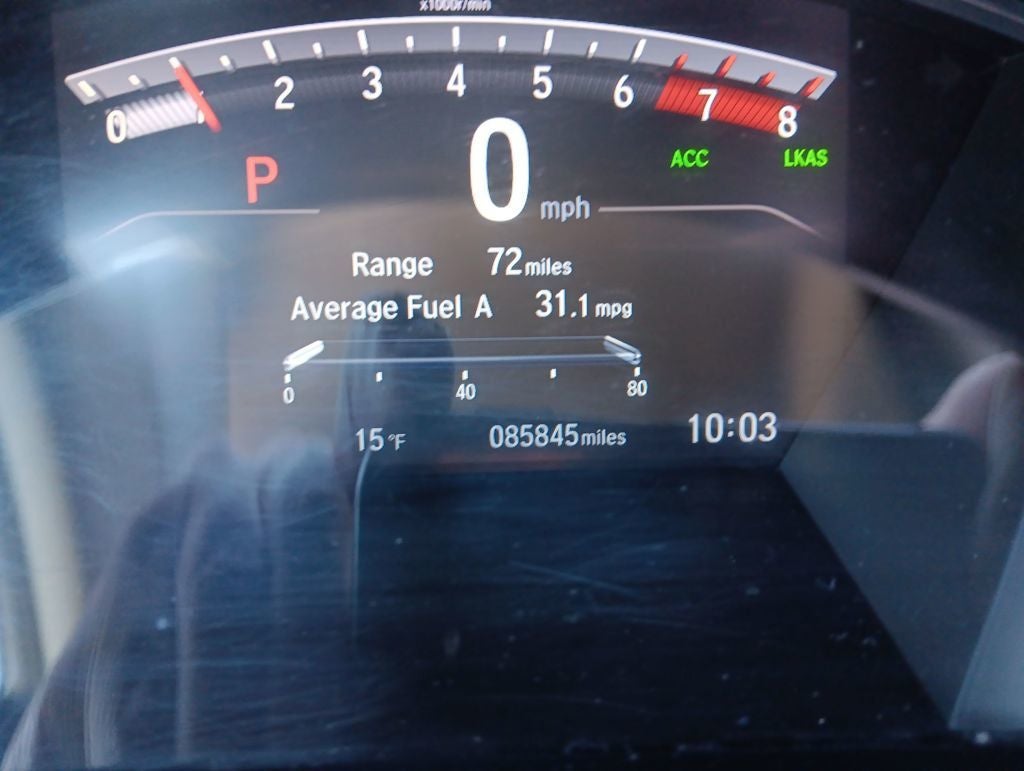 x1000r/min
0 2 3 4 5 6 7 8
P 0 mph ACC LKAS
Range 72 miles
Average Fuel A 31.1 mpg
0 40 80
15°F 085845 miles 10:03